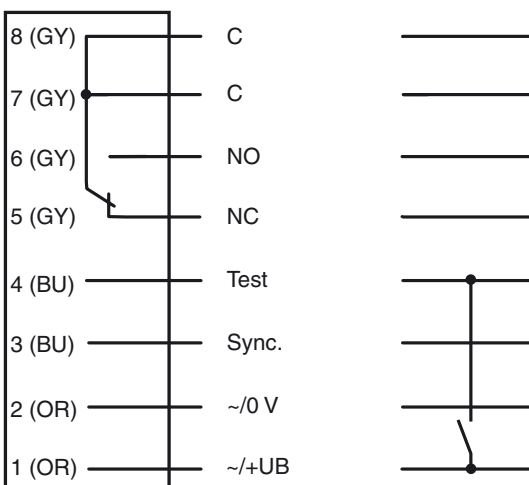 8 (GY) C
7 (GY) C
6 (GY) NO
5 (GY) NC
4 (BU) Test
3 (BU) Sync.
2 (OR) ~/0 V
1 (OR) ~/+UB